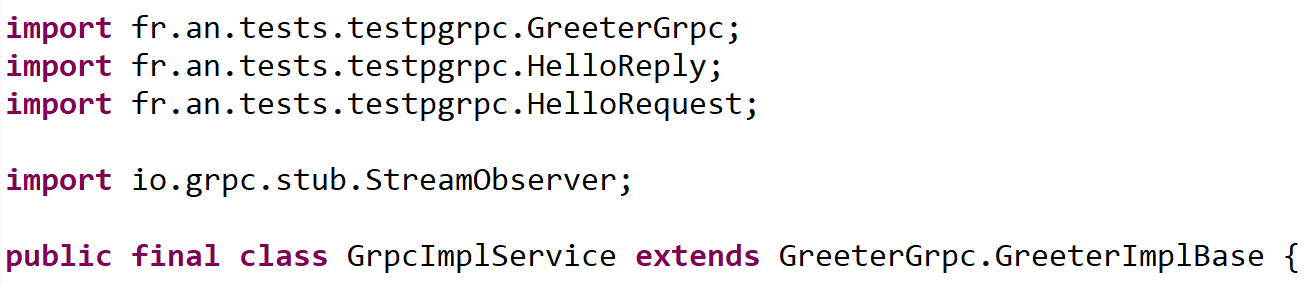 import fr.an.tests.testpgrpc.GreeterGrpc;
import fr.an.tests.testpgrpc.HelloReply;
import fr.an.tests.testpgrpc.HelloRequest;
import io.grpc.stub.StreamObserver;
public final class GrpcImplService extends GreeterGrpc.GreeterImplBase {